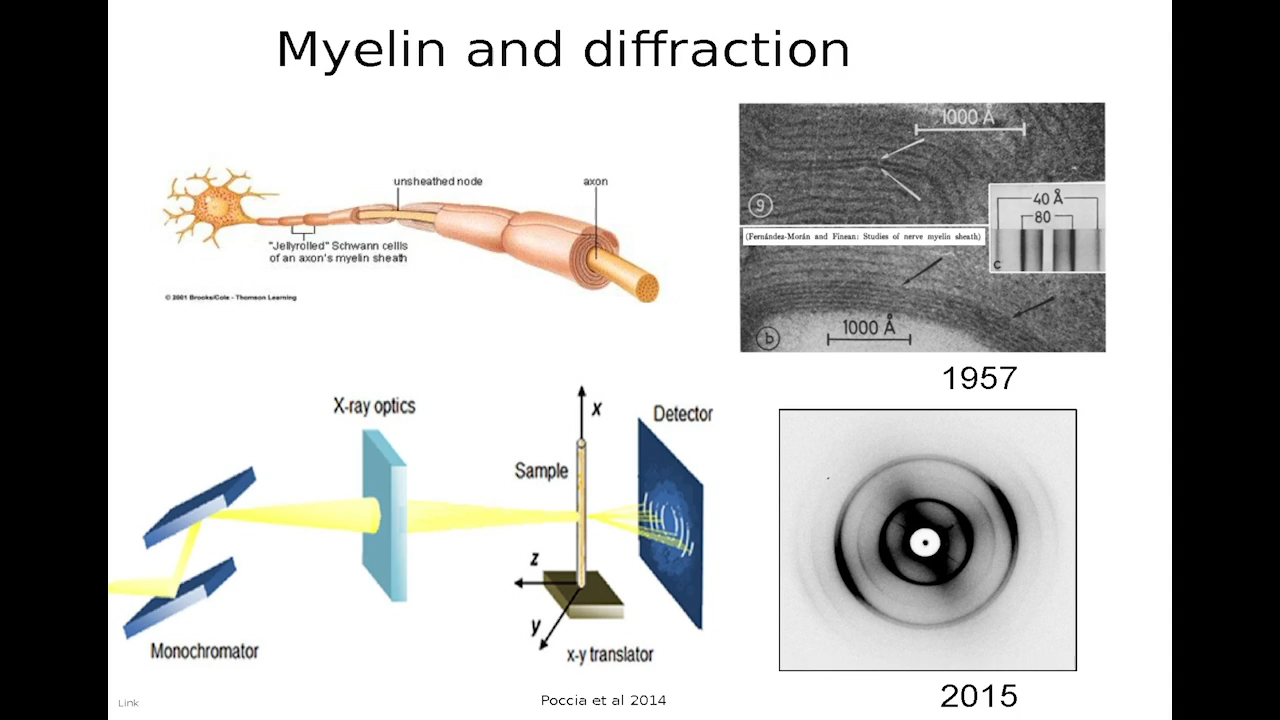 Myelin and diffraction
unsheathed node
axon
"Jellyrolled" Schwann cellls
of an axon's myelin sheath
© 2001 Brooks/Cole - Thomson Learning
1000 Å
g
40 Å
80
c
(Fernández-Morán and Finean: Studies of nerve myelin sheath)
1000 Å
b
1957
X-ray optics
x
Detector
Sample
z
y
Monochromator
x-y translator
2015
Poccia et al 2014
Link